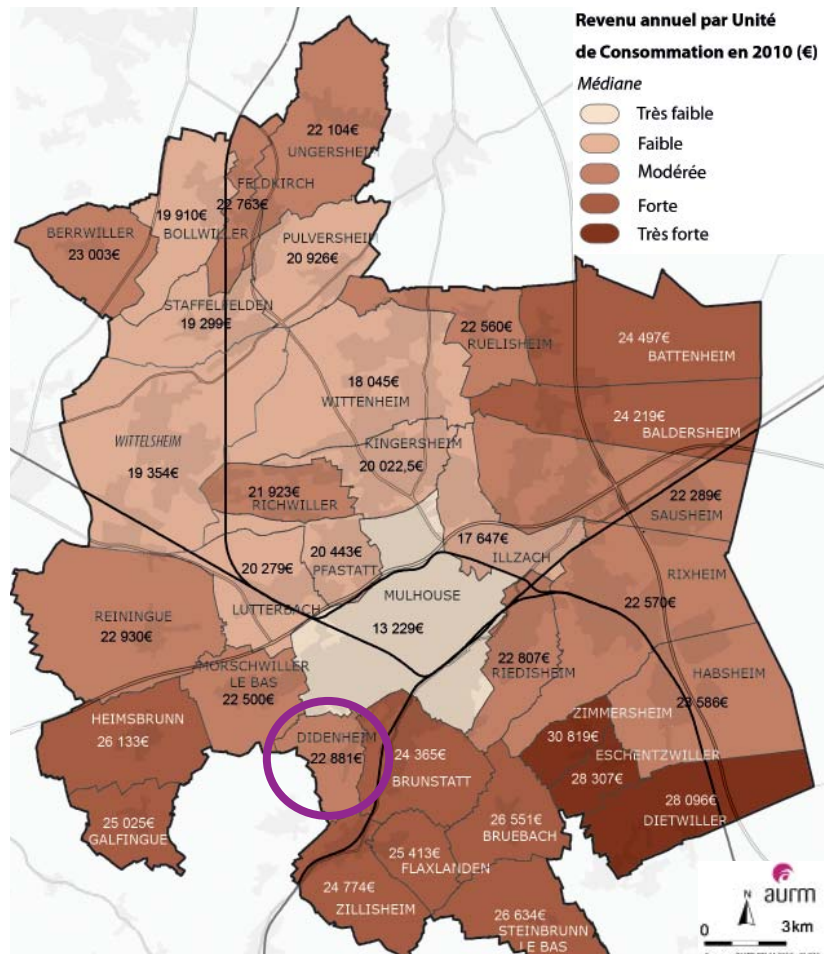 Revenu annuel par Unité
de Consommation en 2010 (€)
Médiane
Très faible
Faible
Modérée
Forte
Très forte
22 104€
UNGERSHEIM
FELDKIRCH
22 763€
19 910€
BOLLWILLER
BERRWILLER
23 003€
PULVERSHEIM
20 926€
STAFFELFELDEN
19 299€
22 560€
RUELISHEIM
24 497€
BATTENHEIM
18 045€
WITTENHEIM
24 219€
BALDERSHEIM
WITTELSHEIM
19 354€
KINGERSHEIM
20 022,5€
21 923€
RICHWILLER
22 289€
SAUSHEIM
17 647€
ILLZACH
20 443€
PFASTATT
20 279€
LUTTERBACH
RIXHEIM
22 570€
MULHOUSE
13 229€
REININGUE
22 930€
MORSCHWILLER
LE BAS
22 500€
22 807€
RIEDISHEIM
HABSHEIM
23 586€
HEIMSBRUNN
26 133€
ZIMMERSHEIM
30 819€
ESCHENTZWILLER
28 307€
DIDENHEIM
22 881€
24 365€
BRUNSTATT
28 096€
DIETWILLER
25 025€
GALFINGUE
26 551€
BRUEBACH
25 413€
FLAXLANDEN
24 774€
ZILLISHEIM
26 634€
STEINBRUNN
LE BAS
N
aurm
0 3km